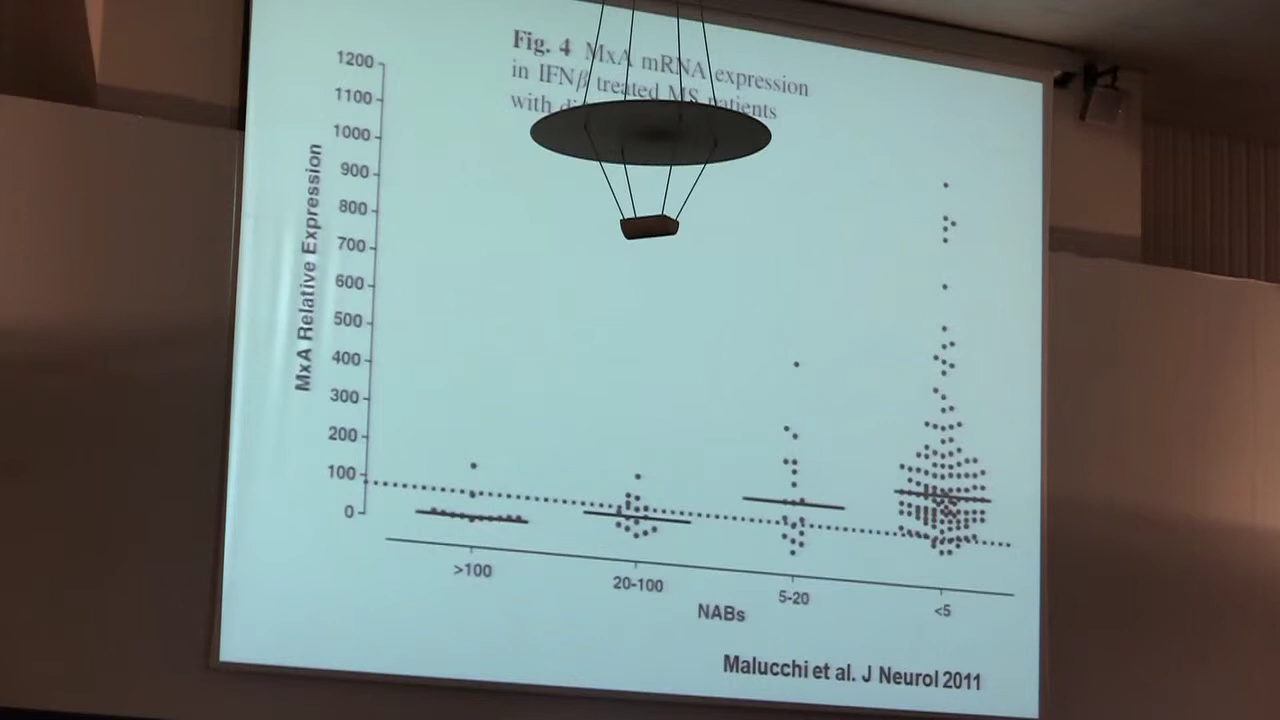 Fig. 4 MxA mRNA expression
in IFNβ treated MS patients
with
1200
1100
1000
900
800
700
600
500
400
300
200
100
0
MxA Relative Expression
>100
20-100
5-20
<5
NABs
Malucchi et al. J Neurol 2011